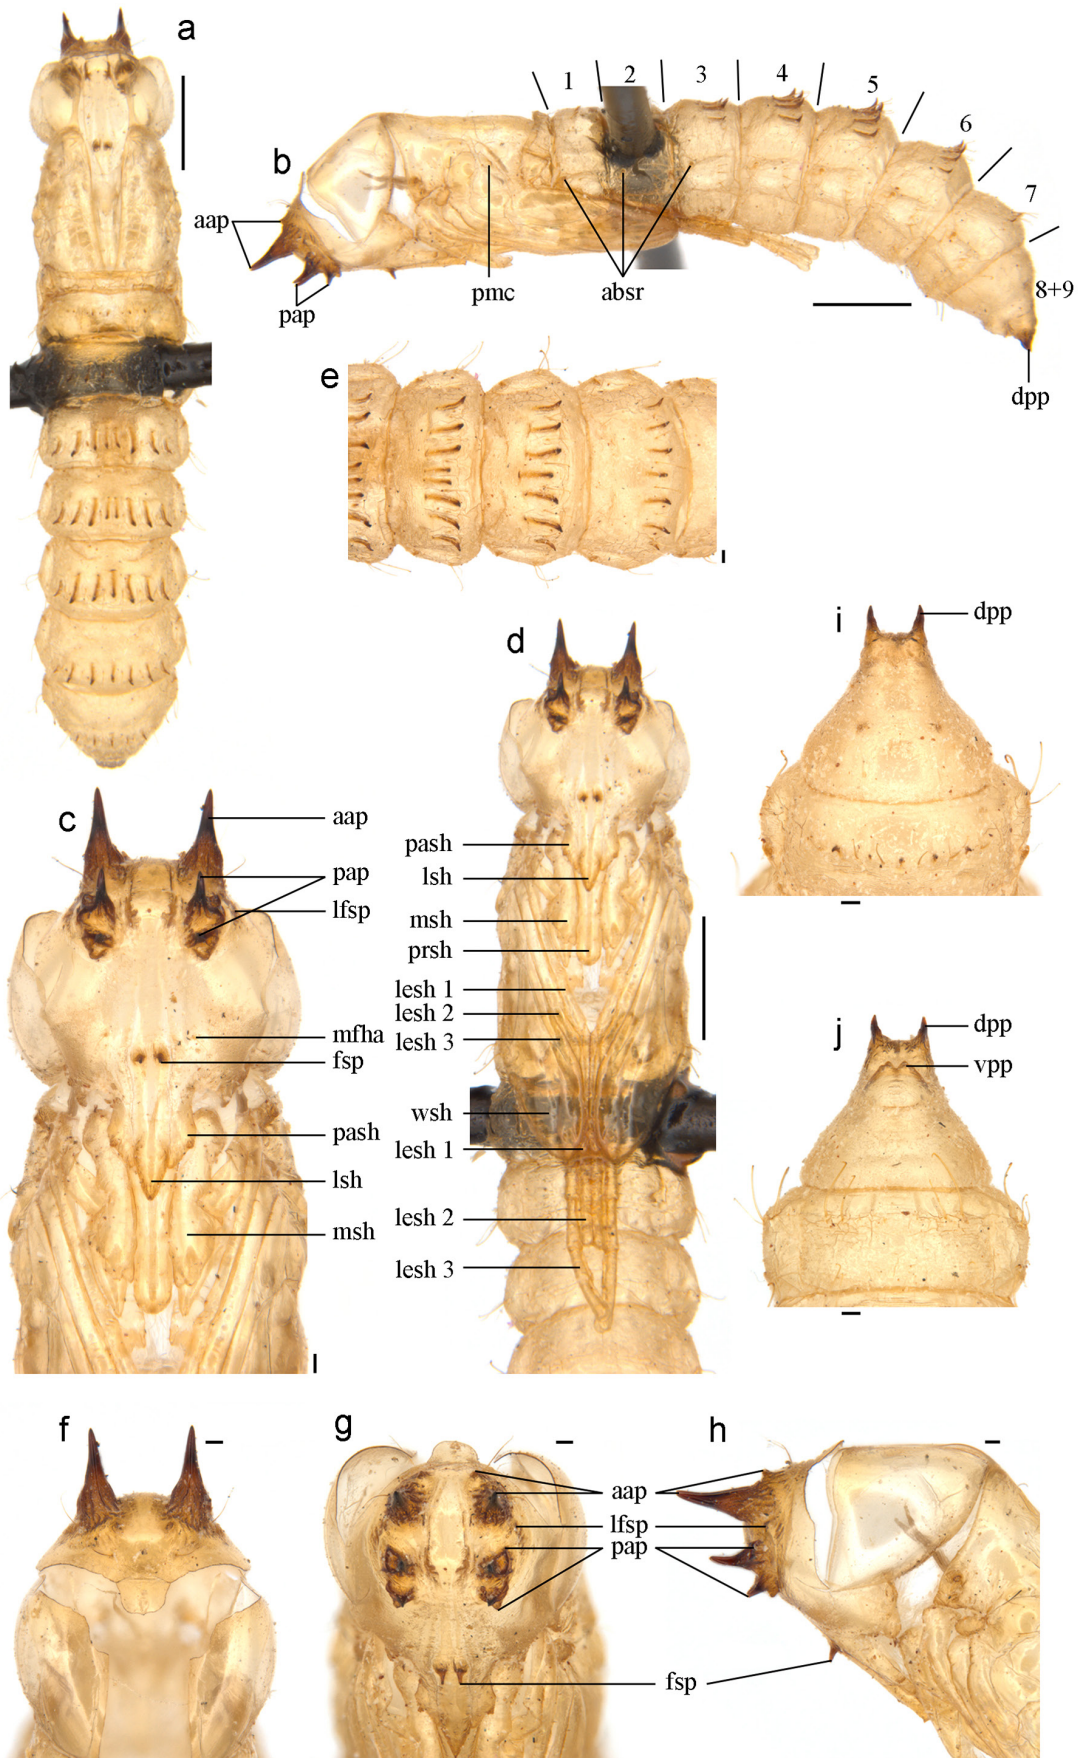 a
b
1 2 3 4 5 6 7 8+9
aap
pap
pmc
absr
dpp
e
d
i
dpp
c
aap
pap
lfsp
mfha
fsp
pash
lsh
msh
pash
lsh
msh
prsh
lesh 1
lesh 2
lesh 3
wsh
lesh 1
lesh 2
lesh 3
j
dpp
vpp
f
g
h
aap
lfsp
pap
fsp